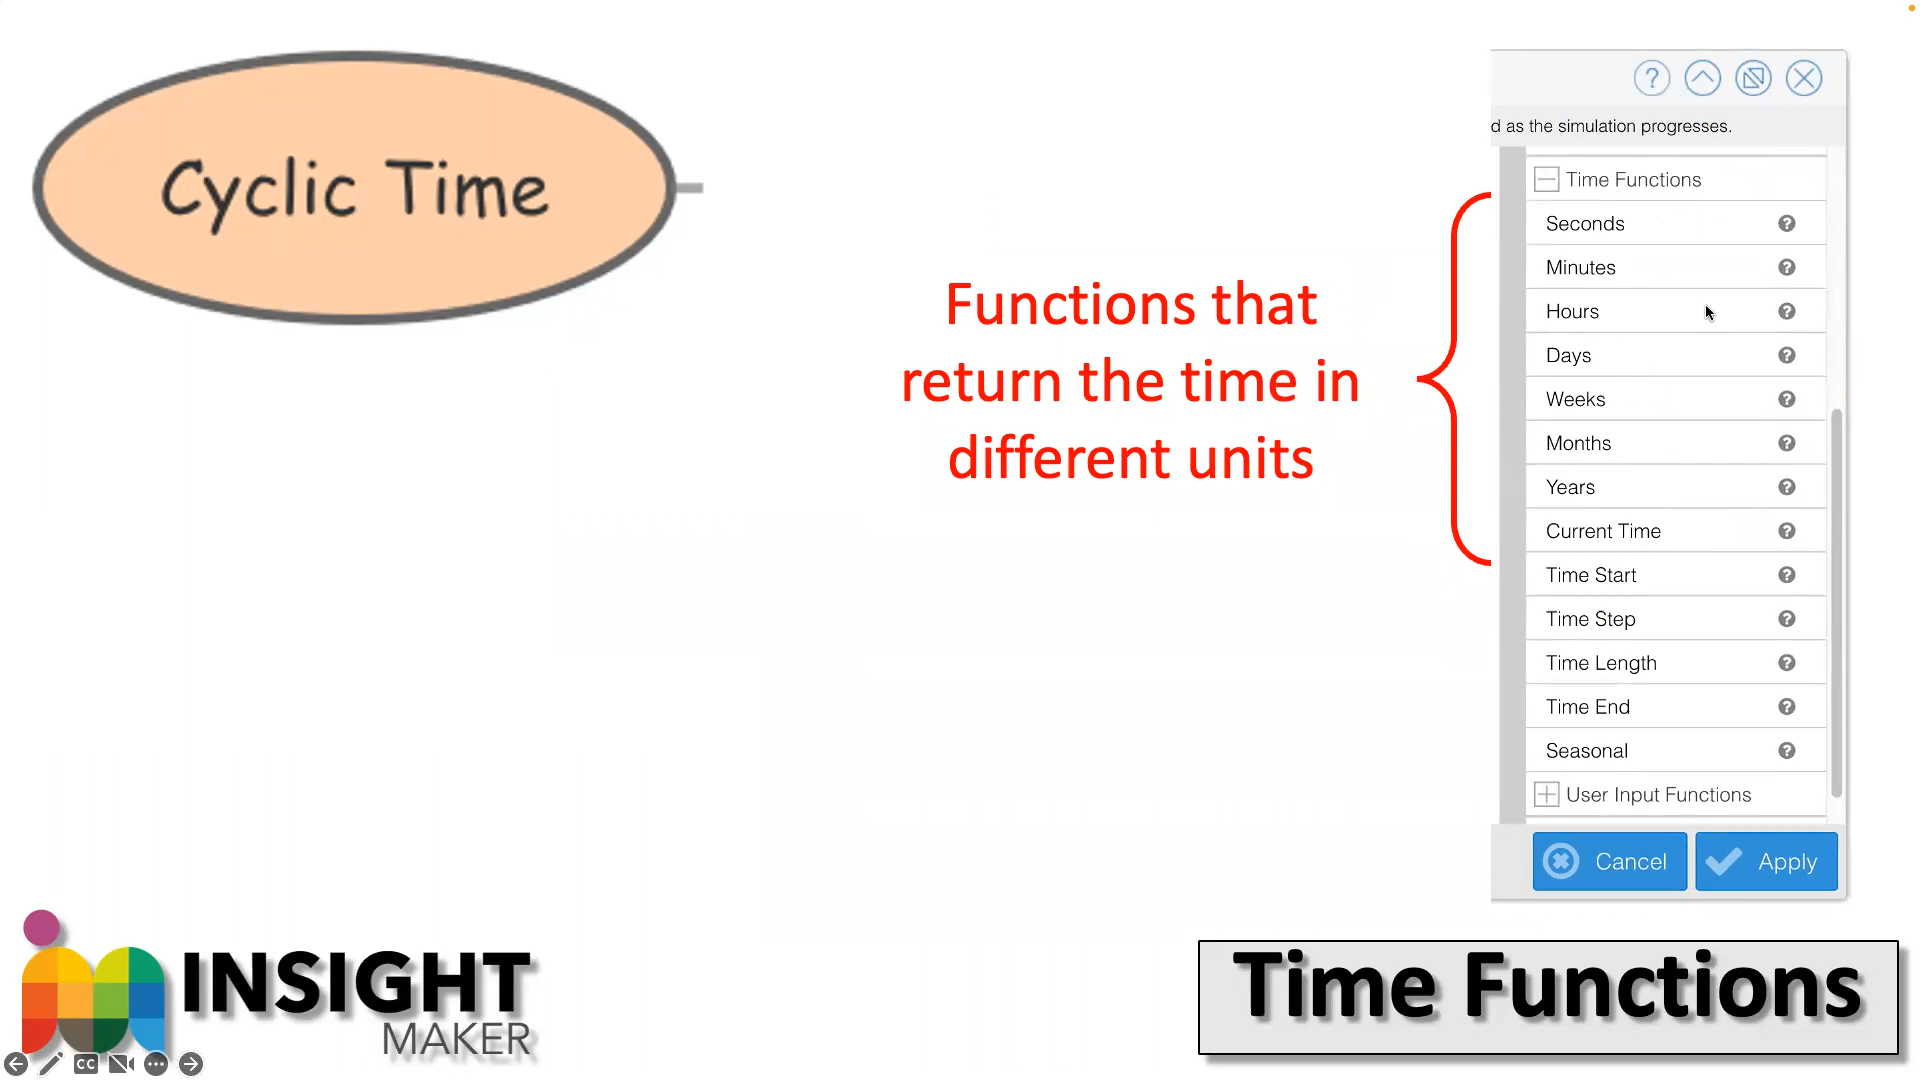 Cyclic Time
Functions that
return the time in
different units
d as the simulation progresses.
Time Functions
Seconds
Minutes
Hours
Days
Weeks
Months
Years
Current Time
Time Start
Time Step
Time Length
Time End
Seasonal
User Input Functions
Cancel
Apply
INSIGHT
MAKER
CC
Time Functions